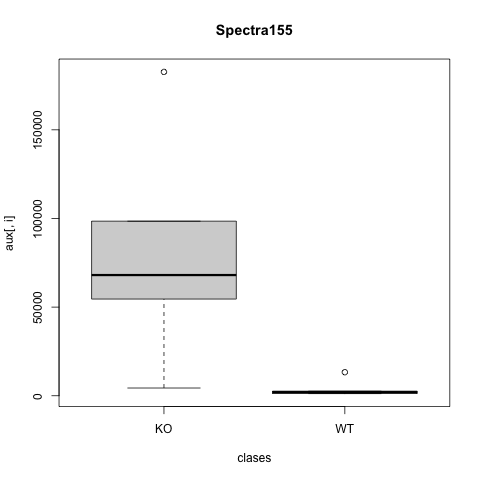 Spectra155
aux[, i]
150000
100000
50000
0
KO
WT
clases